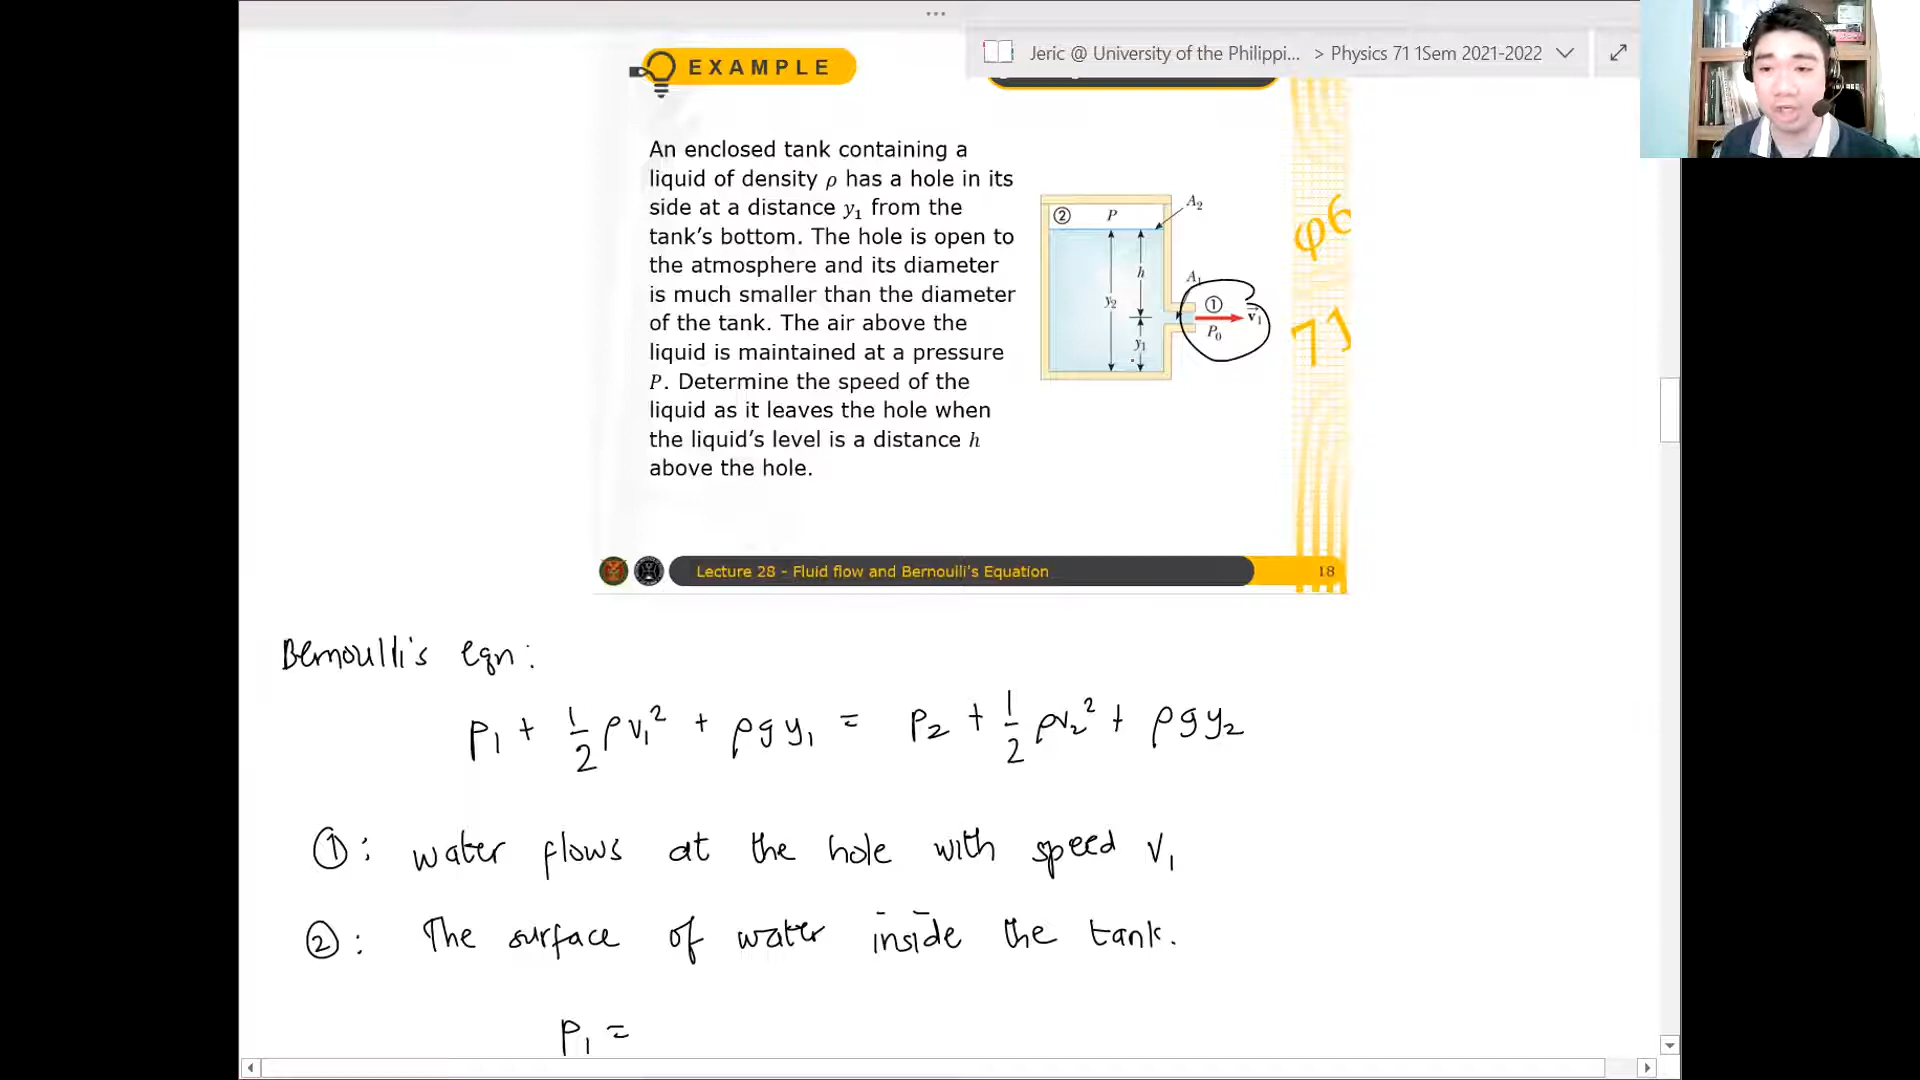 ...
EXAMPLE
Jeric @ University of the Philippi... > Physics 71 1Sem 2021-2022
An enclosed tank containing a
liquid of density ρ has a hole in its
side at a distance y₁ from the
tank’s bottom. The hole is open to
the atmosphere and its diameter
is much smaller than the diameter
of the tank. The air above the
liquid is maintained at a pressure
P. Determine the speed of the
liquid as it leaves the hole when
the liquid’s level is a distance h
above the hole.
② P A₂
h
A₁
y₂
① v⃗₁
P₀
y₁
φ6
71
Lecture 28 - Fluid flow and Bernoulli’s Equation 18
Bernoulli's eqn:
P₁ + 1/2 ρv₁² + ρgy₁ = P₂ + 1/2 ρv₂² + ρgy₂
①: water flows at the hole with speed v₁
②: The surface of water inside the tank.
P₁ =